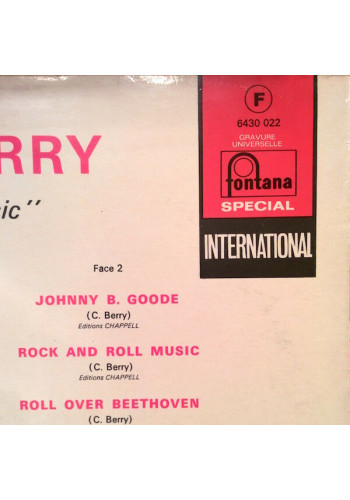 F
6430 022
GRAVURE
UNIVERSELLE
RRY
fontana
SPECIAL
sic"
INTERNATIONAL
Face 2
JOHNNY B. GOODE
(C. Berry)
Editions CHAPPELL
ROCK AND ROLL MUSIC
(C. Berry)
Editions CHAPPELL
ROLL OVER BEETHOVEN
(C. Berry)